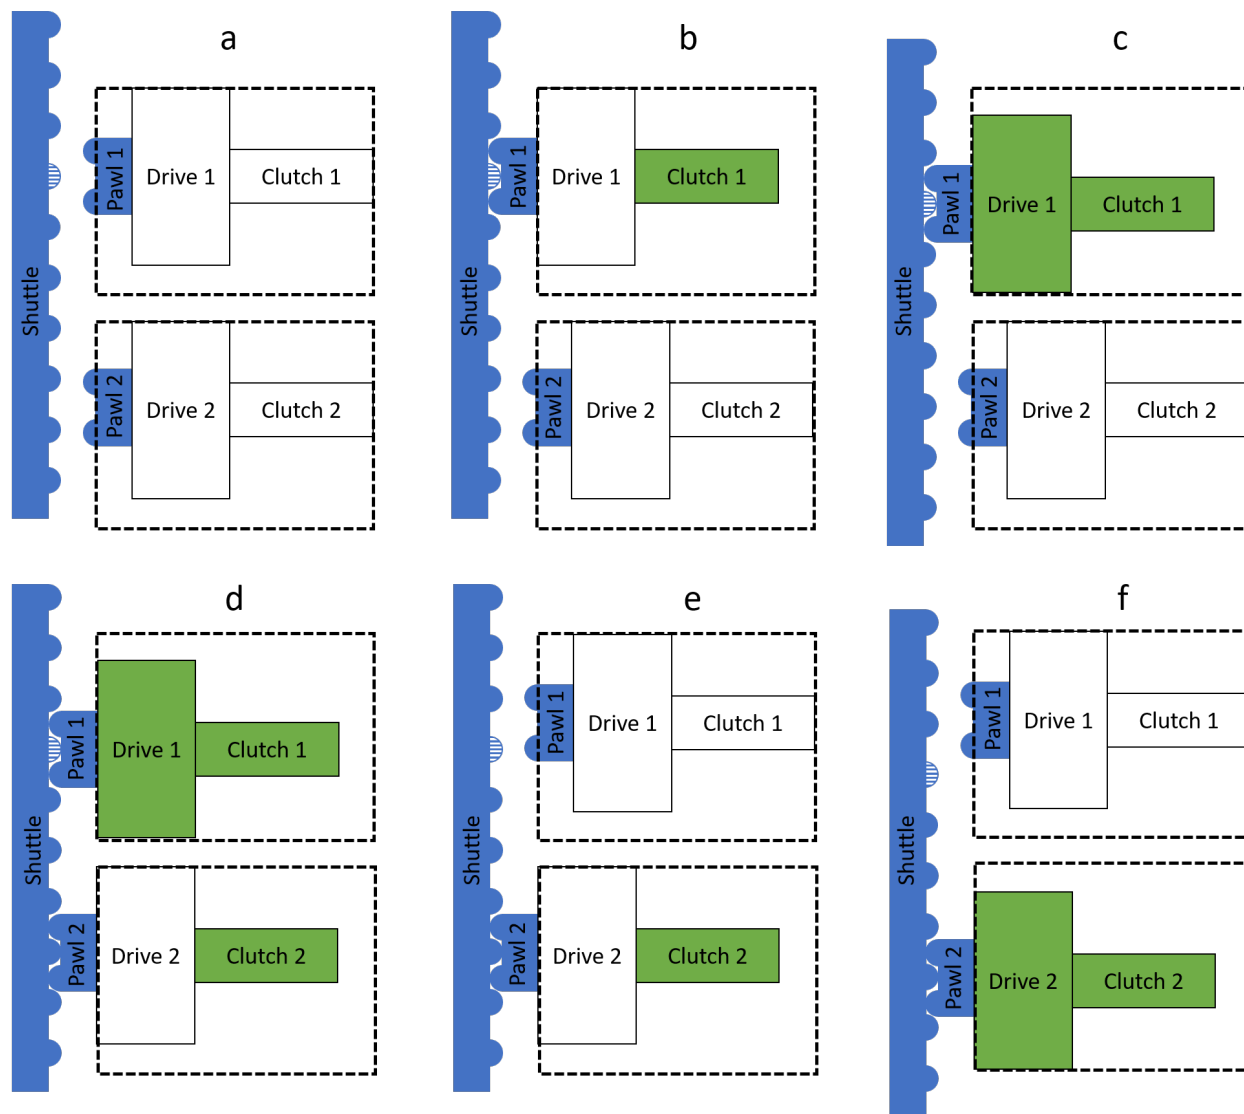 a
Shuttle
Pawl 1
Drive 1
Clutch 1
Pawl 2
Drive 2
Clutch 2
b
Shuttle
Pawl 1
Drive 1
Clutch 1
Pawl 2
Drive 2
Clutch 2
c
Shuttle
Pawl 1
Drive 1
Clutch 1
Pawl 2
Drive 2
Clutch 2
d
Shuttle
Pawl 1
Drive 1
Clutch 1
Pawl 2
Drive 2
Clutch 2
e
Shuttle
Pawl 1
Drive 1
Clutch 1
Pawl 2
Drive 2
Clutch 2
f
Shuttle
Pawl 1
Drive 1
Clutch 1
Pawl 2
Drive 2
Clutch 2